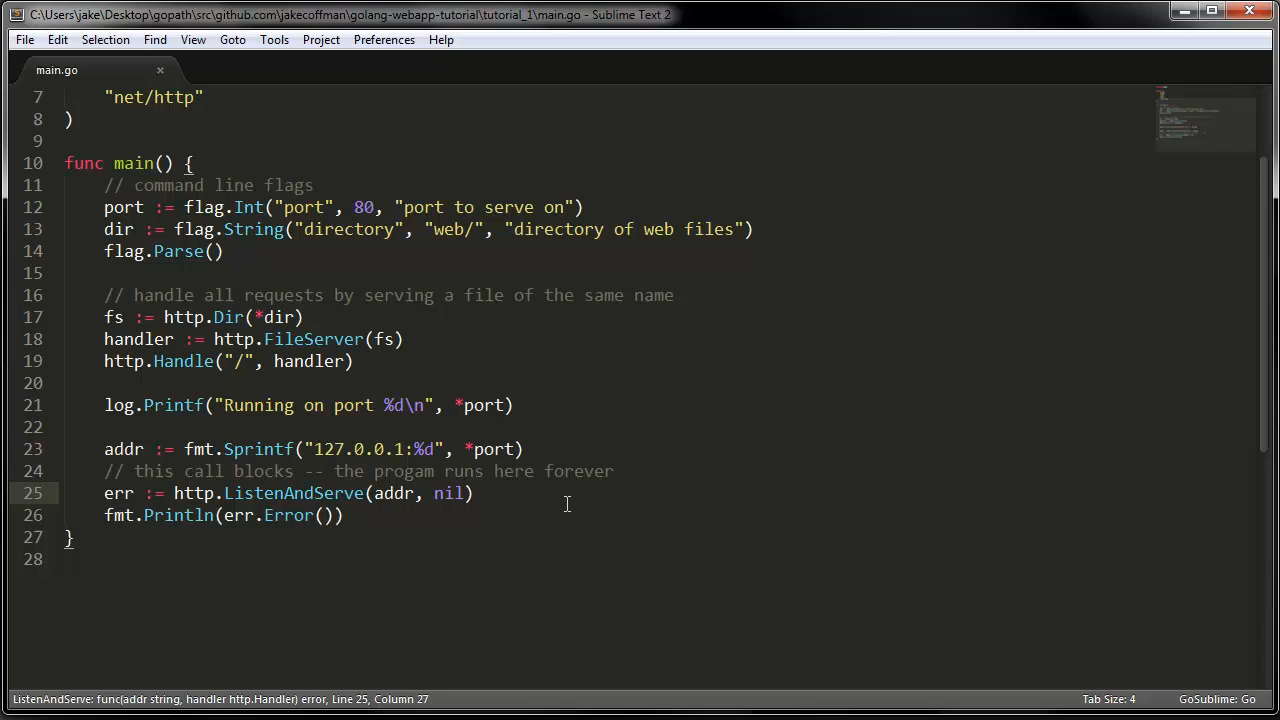 C:\Users\jake\Desktop\gopath\src\github.com\jakecoffman\golang-webapp-tutorial\tutorial_1\main.go - Sublime Text 2
File Edit Selection Find View Goto Tools Project Preferences Help
main.go ×
7 "net/http"
8 )
9
10 func main() {
11 // command line flags
12 port := flag.Int("port", 80, "port to serve on")
13 dir := flag.String("directory", "web/", "directory of web files")
14 flag.Parse()
15
16 // handle all requests by serving a file of the same name
17 fs := http.Dir(*dir)
18 handler := http.FileServer(fs)
19 http.Handle("/", handler)
20
21 log.Printf("Running on port %d\n", *port)
22
23 addr := fmt.Sprintf("127.0.0.1:%d", *port)
24 // this call blocks -- the progam runs here forever
25 err := http.ListenAndServe(addr, nil)
26 fmt.Println(err.Error())
27 }
28
ListenAndServe: func(addr string, handler http.Handler) error, Line 25, Column 27 Tab Size: 4 GoSublime: Go